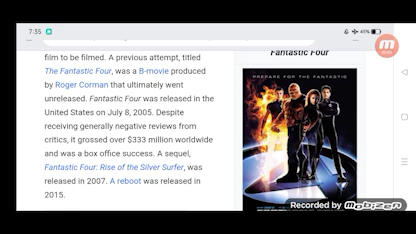 7:35
45%
film to be filmed. A previous attempt, titled
The Fantastic Four, was a B-movie produced
by Roger Corman that ultimately went
unreleased. Fantastic Four was released in the
United States on July 8, 2005. Despite
receiving generally negative reviews from
critics, it grossed over $333 million worldwide
and was a box office success. A sequel,
Fantastic Four: Rise of the Silver Surfer, was
released in 2007. A reboot was released in
2015.
Fantastic Four
PREPARE FOR THE FANTASTIC
Recorded by mobizen